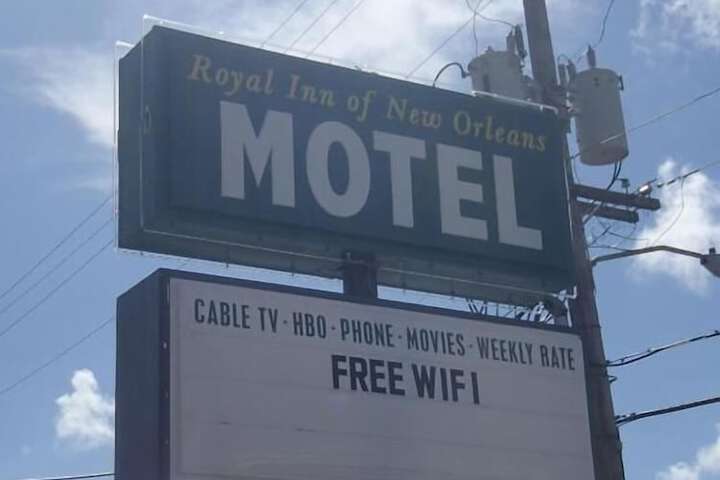 Royal Inn of New Orleans
MOTEL
CABLE TV · HBO · PHONE · MOVIES · WEEKLY RATE
FREE WIFI